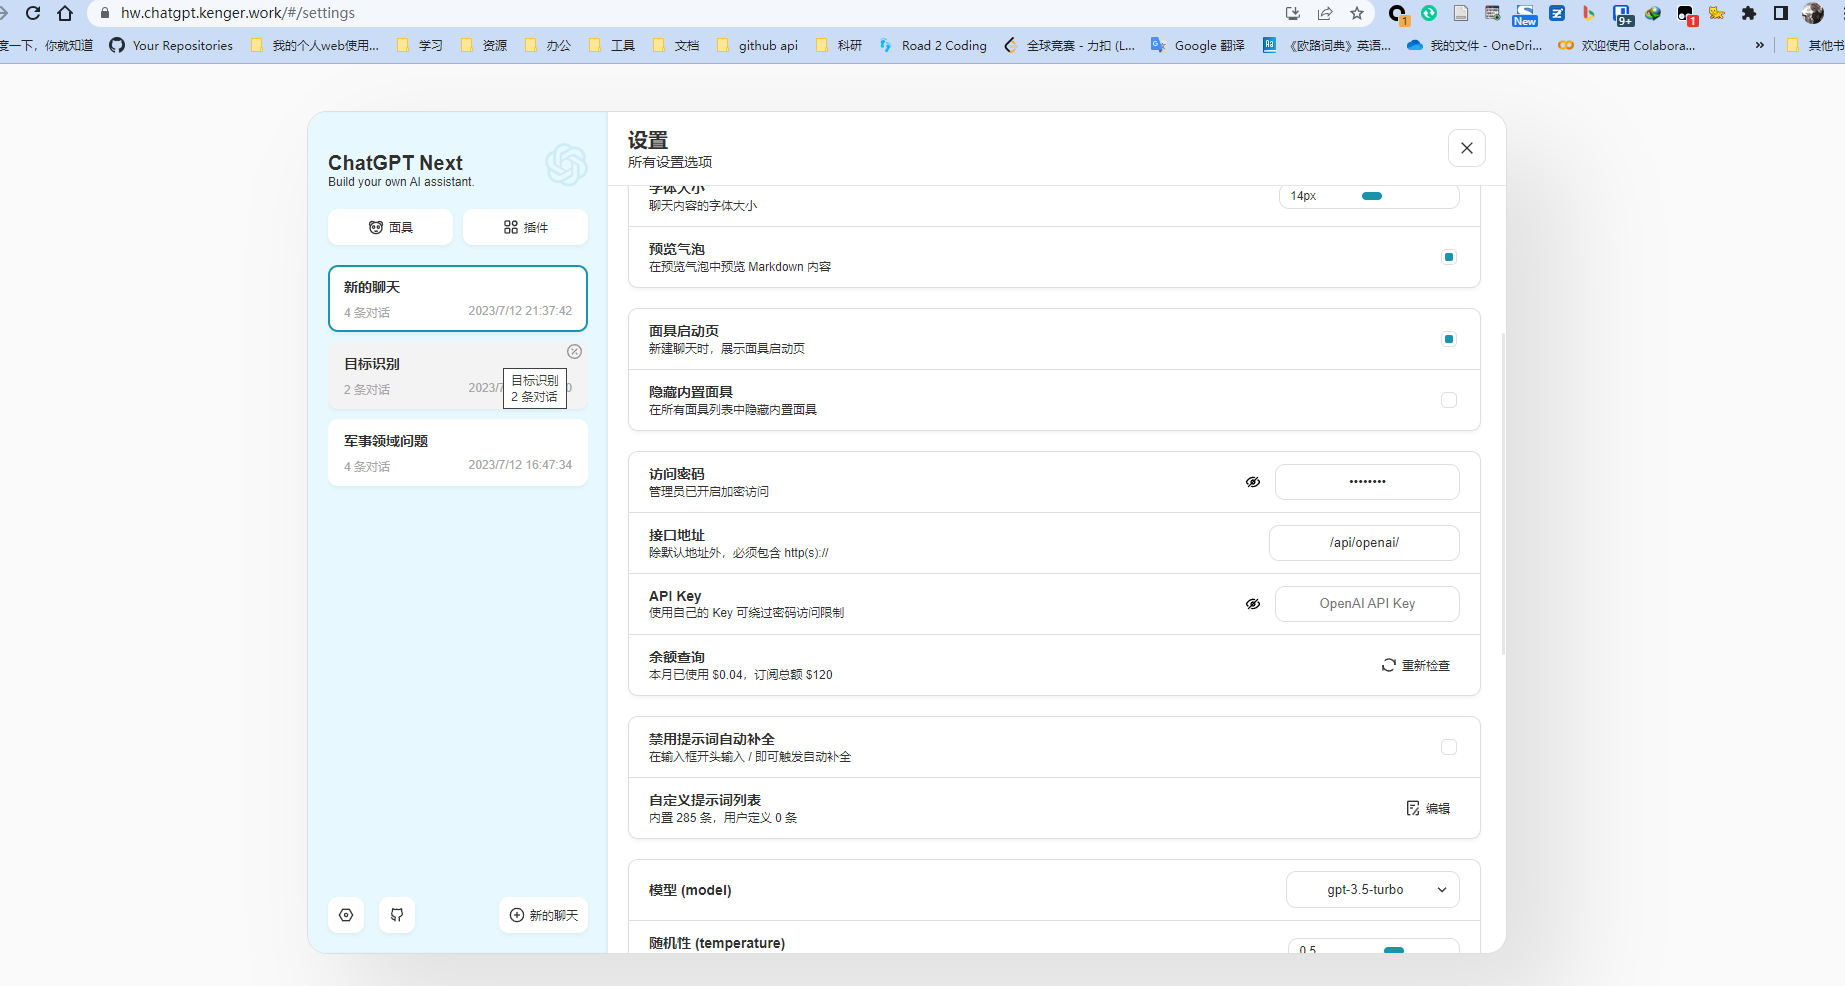 hw.chatgpt.kenger.work/#/settings
1
New
9+
1
度一下，你就知道
Your Repositories
我的个人web使用...
学习
资源
办公
工具
文档
github api
科研
Road 2 Coding
全球竞赛 - 力扣 (L...
Google 翻译
《欧路词典》英语...
我的文件 - OneDri...
欢迎使用 Colabora...
»
其他书
ChatGPT Next
Build your own AI assistant.
面具
插件
新的聊天
4 条对话
2023/7/12 21:37:42
目标识别
2 条对话
2023/7
0
目标识别
2 条对话
军事领域问题
4 条对话
2023/7/12 16:47:34
新的聊天
设置
所有设置选项
字体大小
聊天内容的字体大小
14px
预览气泡
在预览气泡中预览 Markdown 内容
面具启动页
新建聊天时，展示面具启动页
隐藏内置面具
在所有面具列表中隐藏内置面具
访问密码
管理员已开启加密访问
••••••••
接口地址
除默认地址外，必须包含 http(s)://
/api/openai/
API Key
使用自己的 Key 可绕过密码访问限制
OpenAI API Key
余额查询
本月已使用 $0.04，订阅总额 $120
重新检查
禁用提示词自动补全
在输入框开头输入 / 即可触发自动补全
自定义提示词列表
内置 285 条，用户定义 0 条
编辑
模型 (model)
gpt-3.5-turbo
随机性 (temperature)
0.5